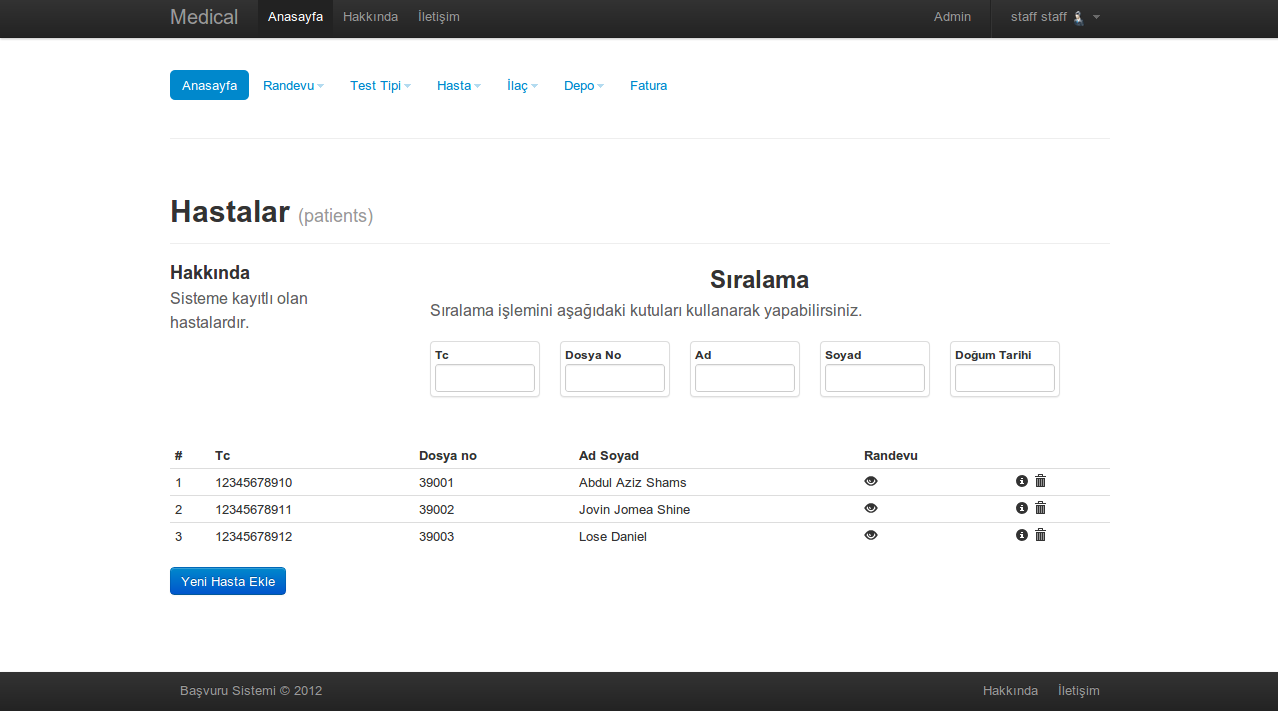 Medical Anasayfa Hakkında İletişim Admin staff staff
Anasayfa Randevu Test Tipi Hasta İlaç Depo Fatura
Hastalar (patients)
Hakkında
Sisteme kayıtlı olan
hastalardır.
Sıralama
Sıralama işlemini aşağıdaki kutuları kullanarak yapabilirsiniz.
Tc Dosya No Ad Soyad Doğum Tarihi
# Tc Dosya no Ad Soyad Randevu
1 12345678910 39001 Abdul Aziz Shams
2 12345678911 39002 Jovin Jomea Shine
3 12345678912 39003 Lose Daniel
Yeni Hasta Ekle
Başvuru Sistemi © 2012 Hakkında İletişim